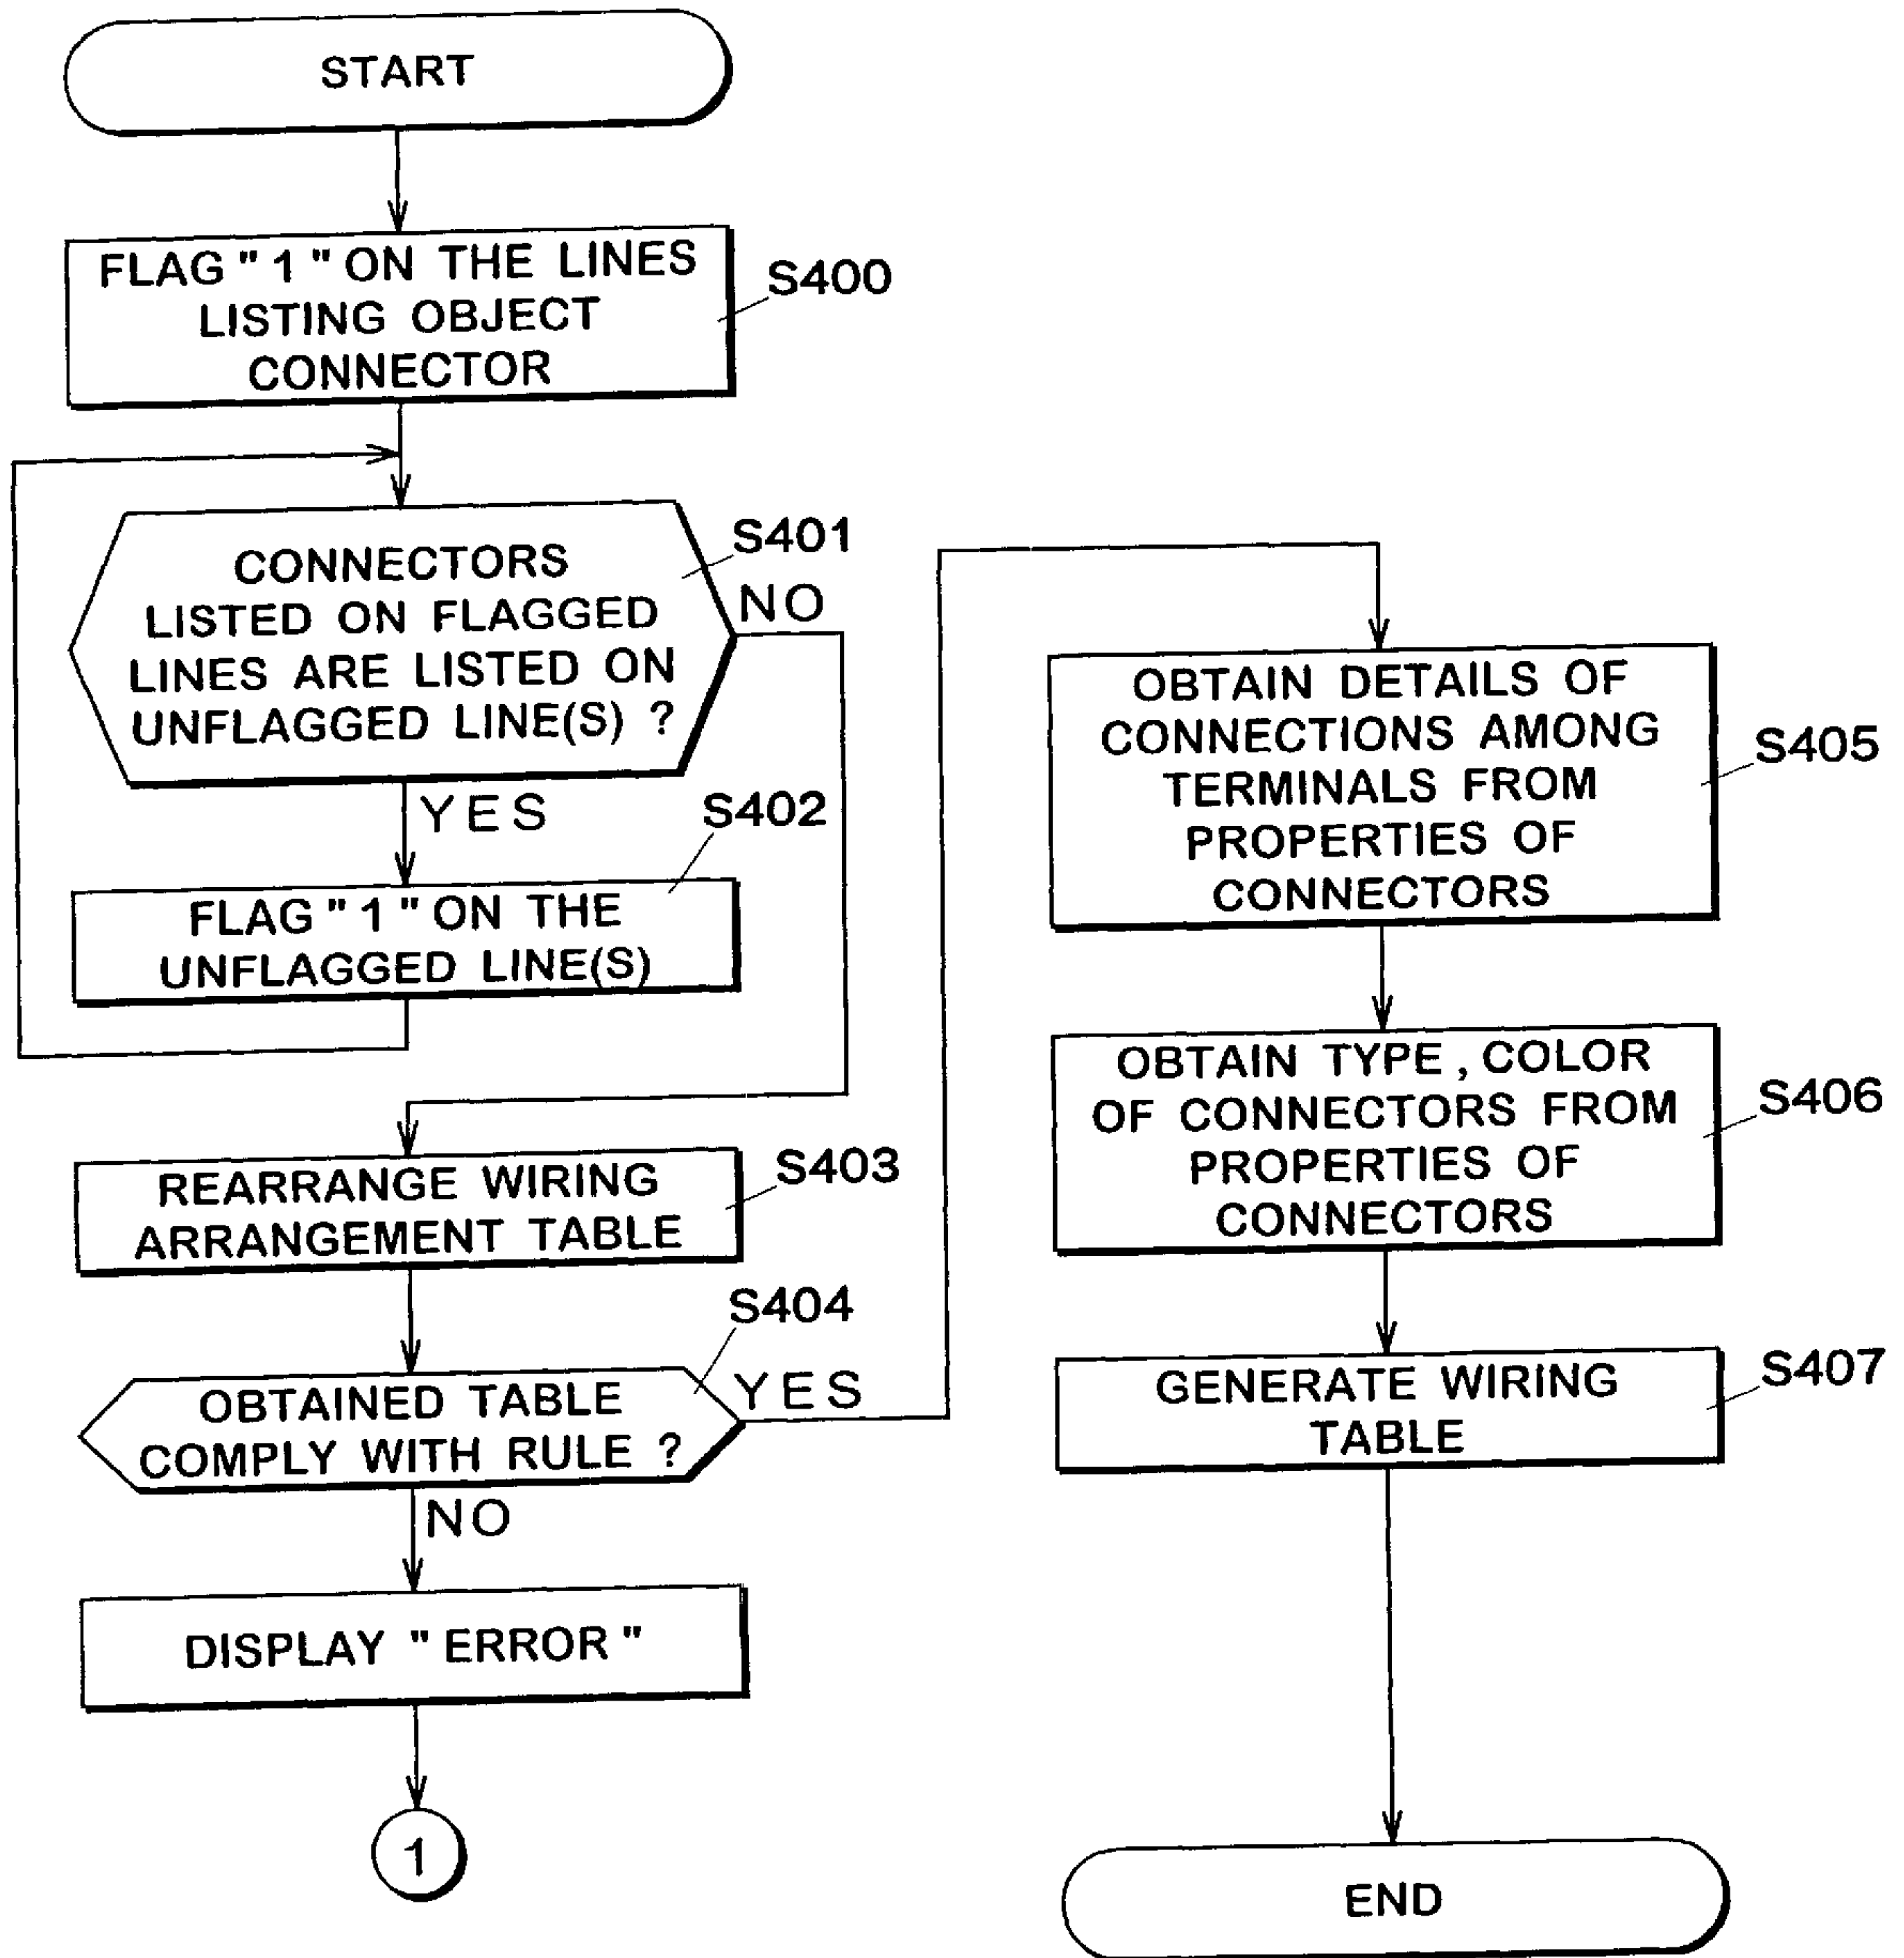 START
FLAG "1" ON THE LINES
LISTING OBJECT
CONNECTOR
S400
CONNECTORS
LISTED ON FLAGGED
LINES ARE LISTED ON
UNFLAGGED LINE(S) ?
S401
NO
YES
S402
FLAG "1" ON THE
UNFLAGGED LINE(S)
REARRANGE WIRING
ARRANGEMENT TABLE
S403
S404
OBTAINED TABLE
COMPLY WITH RULE ?
YES
NO
DISPLAY "ERROR"
1
OBTAIN DETAILS OF
CONNECTIONS AMONG
TERMINALS FROM
PROPERTIES OF
CONNECTORS
S405
OBTAIN TYPE, COLOR
OF CONNECTORS FROM
PROPERTIES OF
CONNECTORS
S406
GENERATE WIRING
TABLE
S407
END